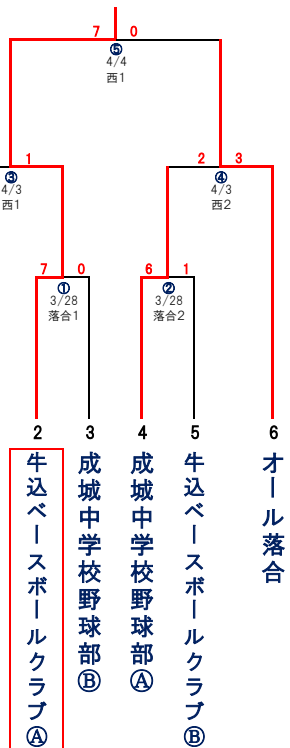 7 0
⑤
4/4
西1
1
③
4/3
西1
2 3
④
4/3
西2
7 0
①
3/28
落合1
6 1
②
3/28
落合2
2 3 4 5 6
牛込ベースボールクラブⒶ
成城中学校野球部Ⓑ
成城中学校野球部Ⓐ
牛込ベースボールクラブⒷ
オール落合